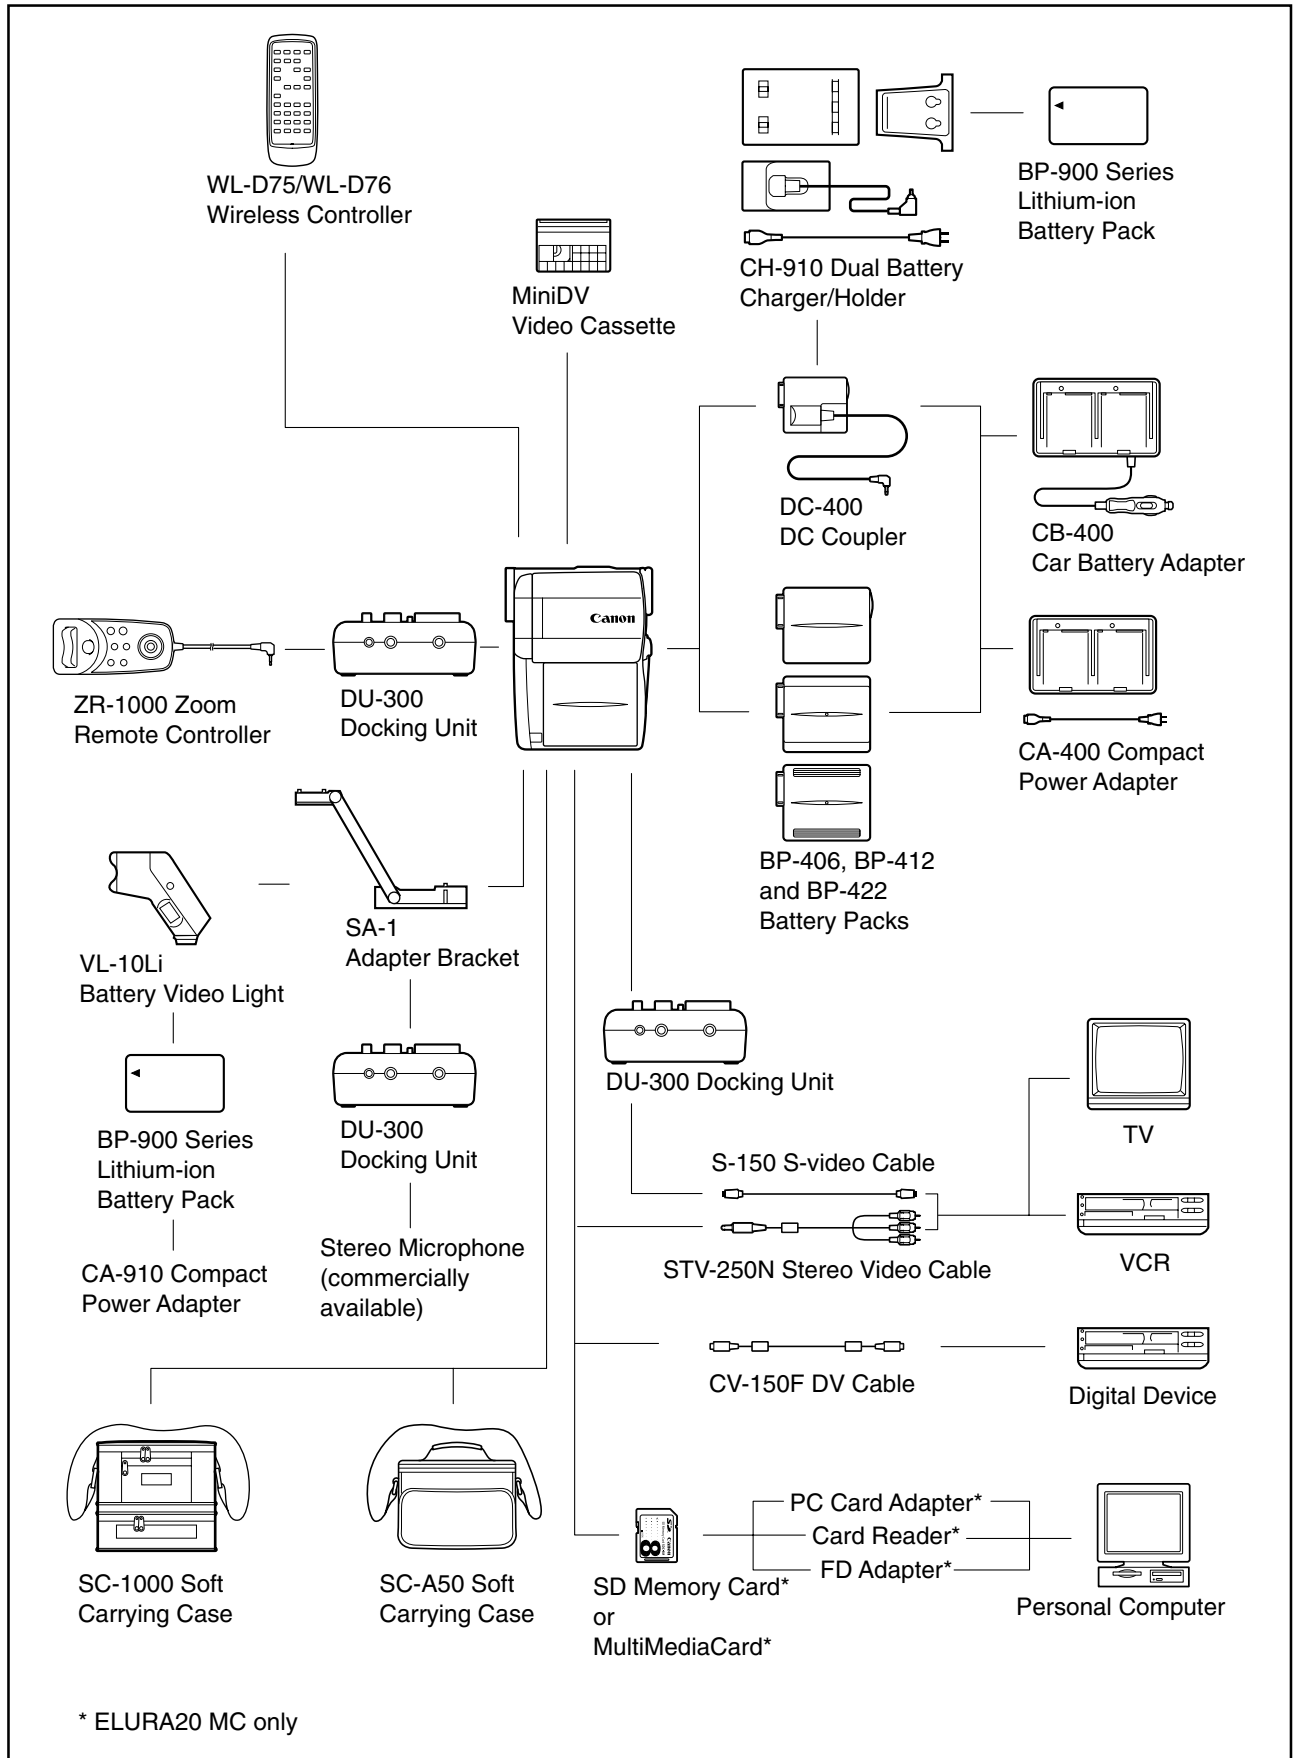 WL-D75/WL-D76
Wireless Controller
MiniDV
Video Cassette
CH-910 Dual Battery
Charger/Holder
BP-900 Series
Lithium-ion
Battery Pack
DC-400
DC Coupler
CB-400
Car Battery Adapter
Canon
ZR-1000 Zoom
Remote Controller
DU-300
Docking Unit
CA-400 Compact
Power Adapter
BP-406, BP-412
and BP-422
Battery Packs
SA-1
Adapter Bracket
VL-10Li
Battery Video Light
DU-300 Docking Unit
BP-900 Series
Lithium-ion
Battery Pack
DU-300
Docking Unit
TV
S-150 S-video Cable
STV-250N Stereo Video Cable
VCR
CA-910 Compact
Power Adapter
Stereo Microphone
(commercially
available)
CV-150F DV Cable
Digital Device
SC-1000 Soft
Carrying Case
SC-A50 Soft
Carrying Case
8
SD Memory Card*
or
MultiMediaCard*
PC Card Adapter*
Card Reader*
FD Adapter*
Personal Computer
* ELURA20 MC only